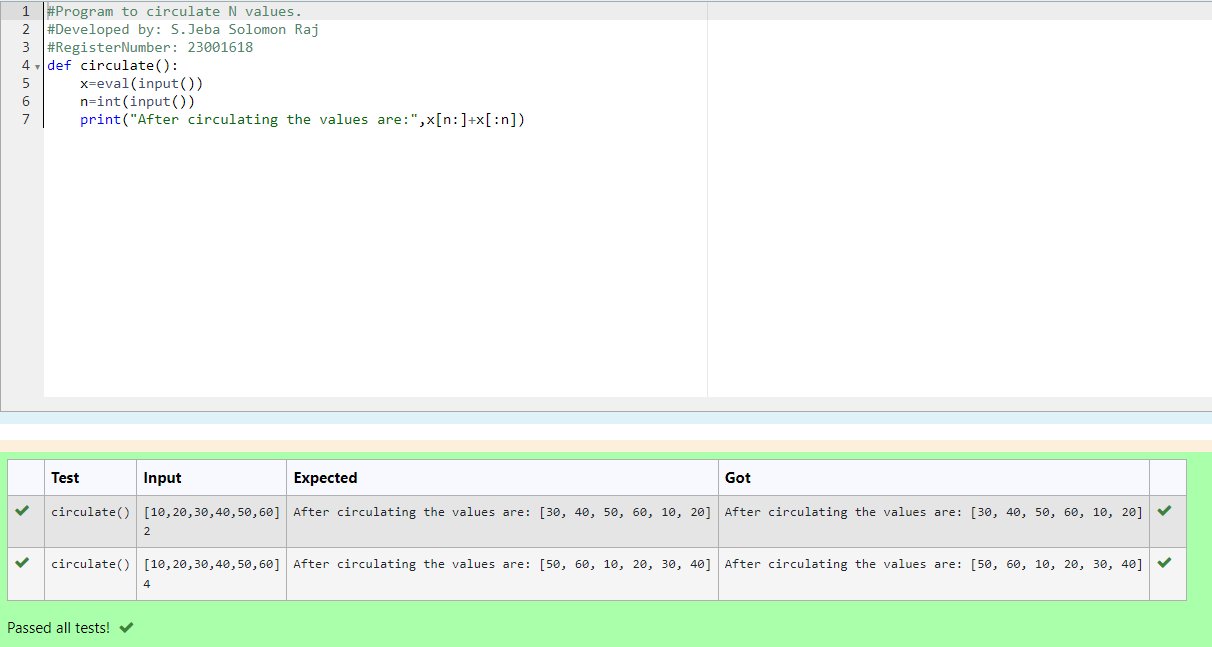 1 #Program to circulate N values.
2 #Developed by: S.Jeba Solomon Raj
3 #RegisterNumber: 23001618
4 def circulate():
5     x=eval(input())
6     n=int(input())
7     print("After circulating the values are:",x[n:]+x[:n])
Test Input Expected Got
circulate() [10,20,30,40,50,60] After circulating the values are: [30, 40, 50, 60, 10, 20] After circulating the values are: [30, 40, 50, 60, 10, 20]
2
circulate() [10,20,30,40,50,60] After circulating the values are: [50, 60, 10, 20, 30, 40] After circulating the values are: [50, 60, 10, 20, 30, 40]
4
Passed all tests!